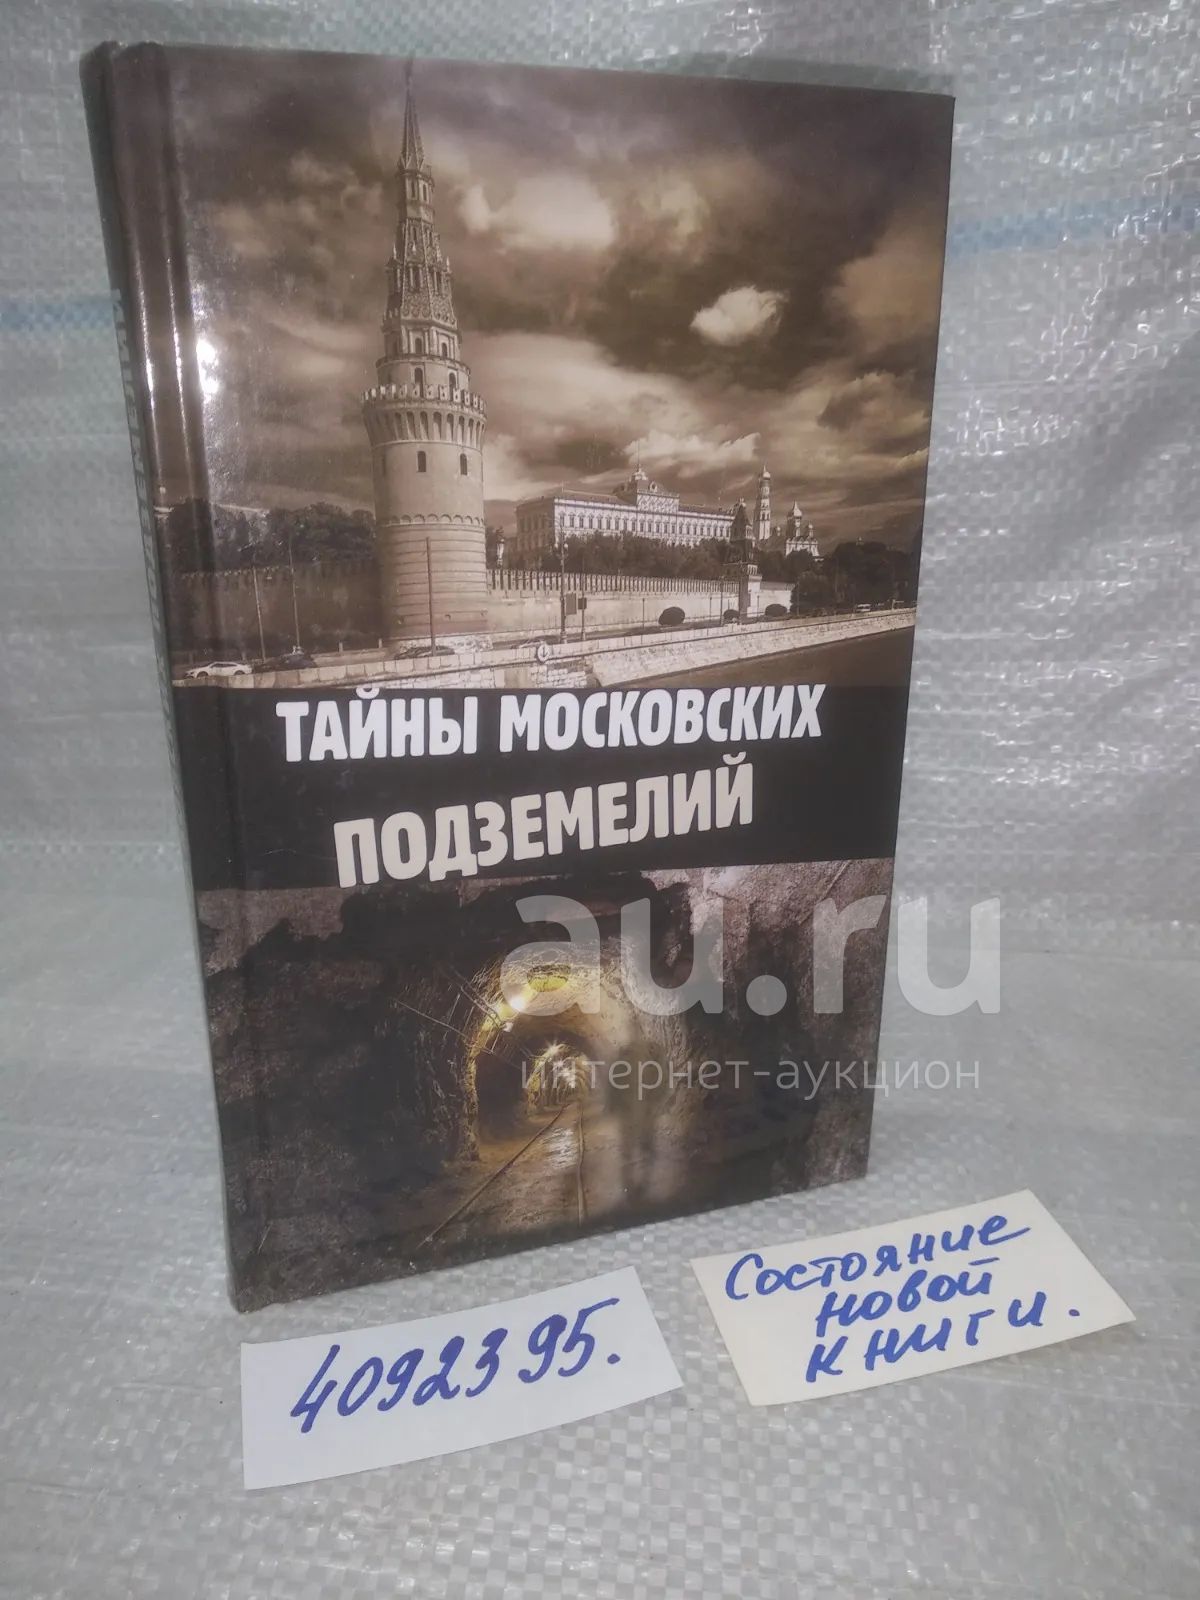 ТАЙНЫ МОСКОВСКИХ
ПОДЗЕМЕЛИЙ
au.ru
интернет-аукцион
4092395.
Состояние
новой
книги.